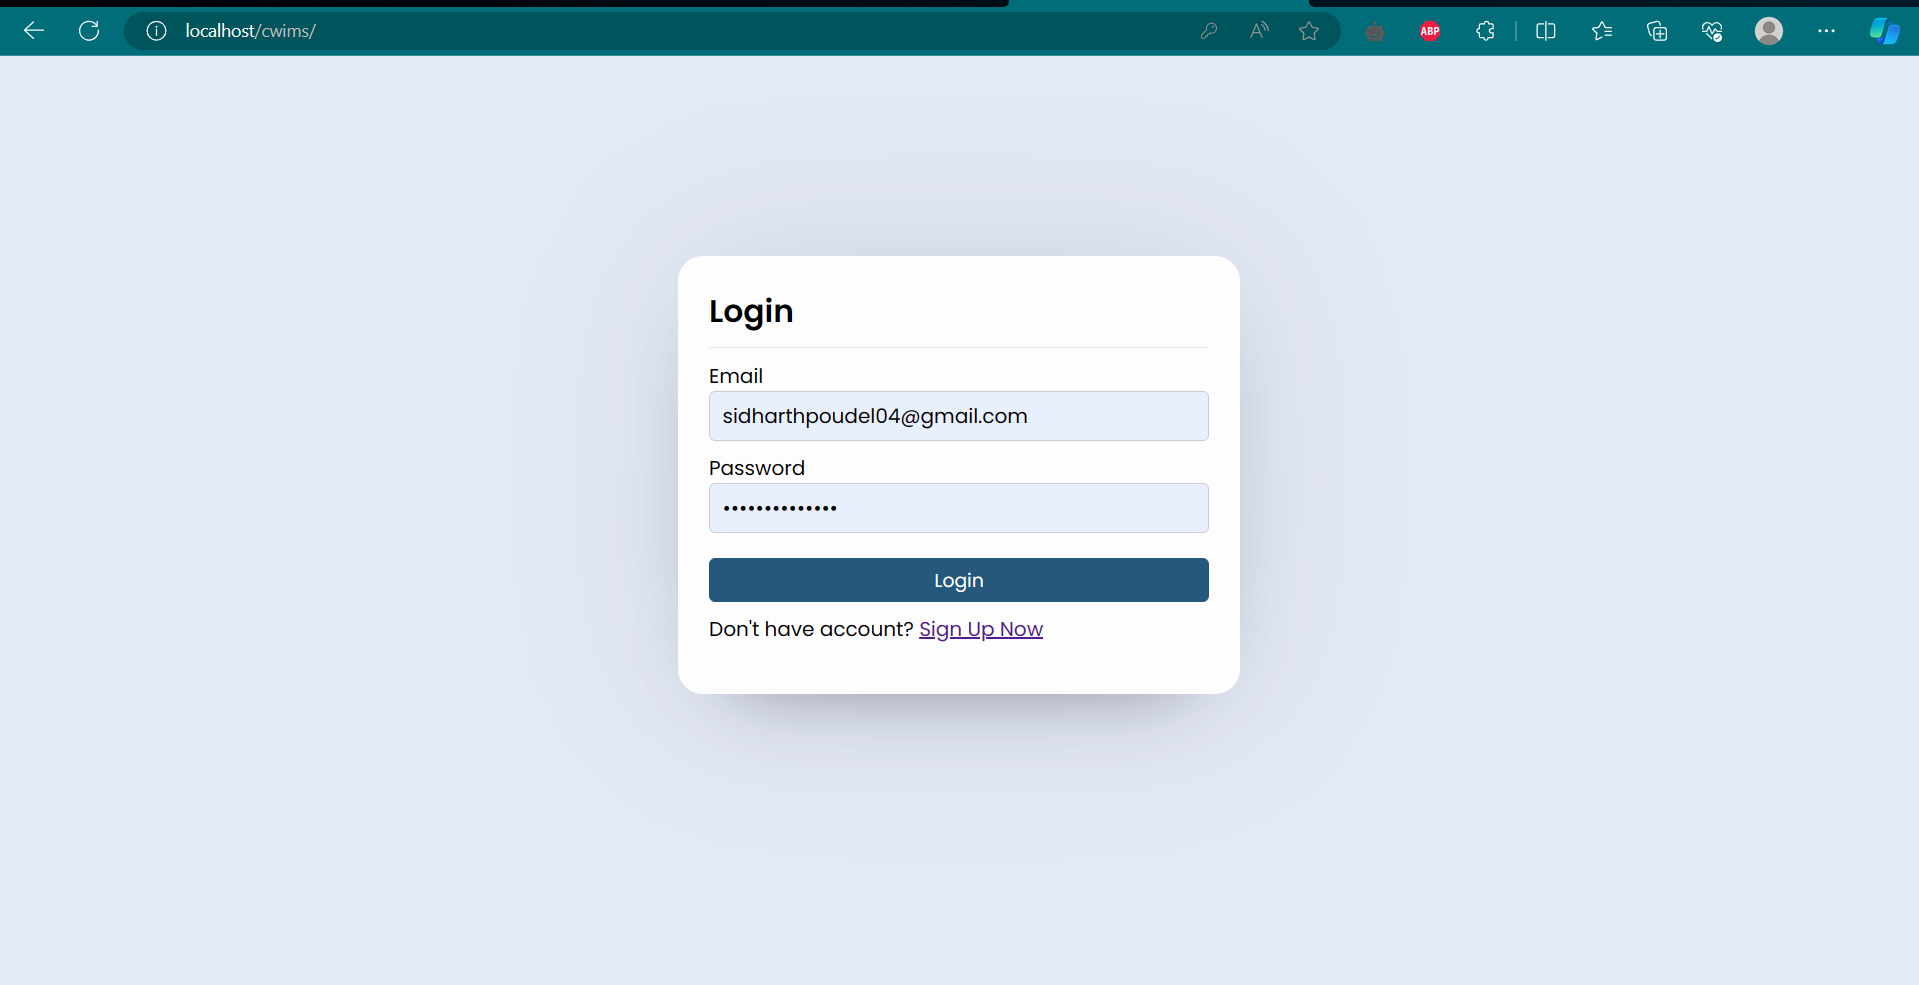 localhost/cwims/
ABP
Login
Email
sidharthpoudel04@gmail.com
Password
••••••••••••••
Login
Don't have account? Sign Up Now